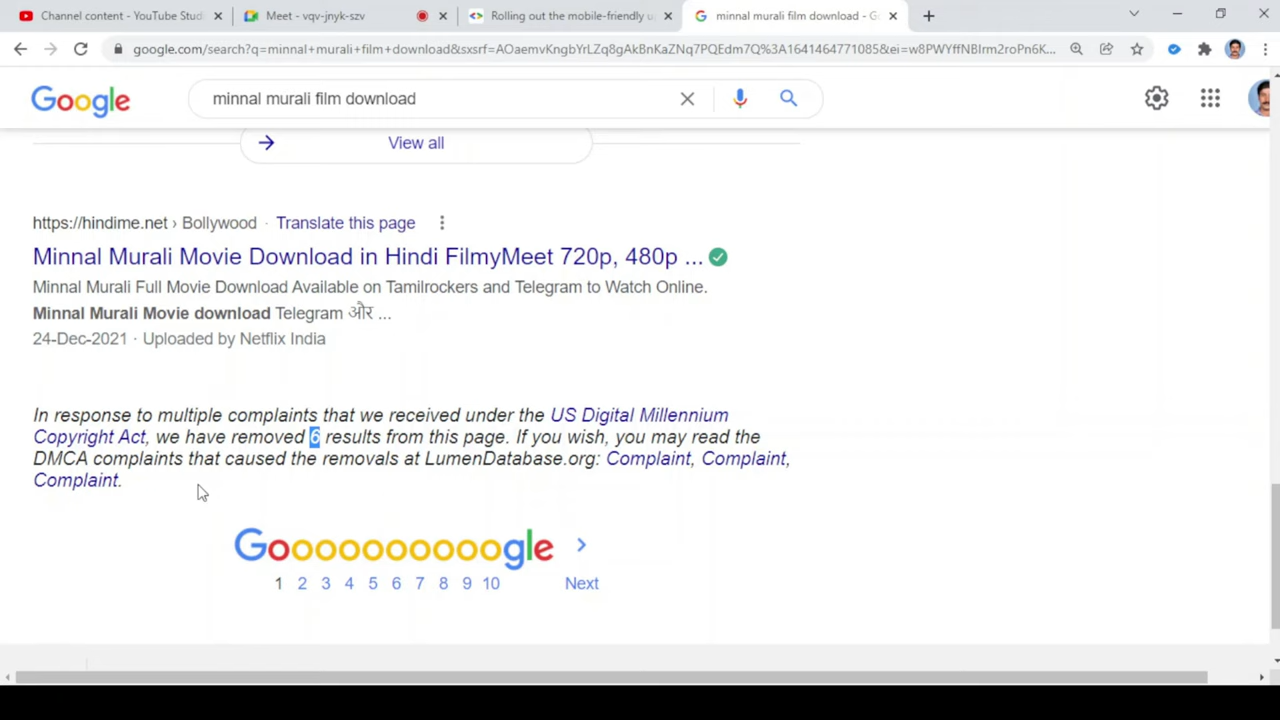 Channel content - YouTube Studi
Meet - vqv-jnyk-szv
Rolling out the mobile-friendly u
minnal murali film download - G
google.com/search?q=minnal+murali+film+download&sxsrf=AOaemvKngbYrLZq8gAkBnKaZNq7PQEdm7Q%3A1641464771085&ei=w8PWYffNBIrm2roPn6K...
Google
minnal murali film download
View all
https://hindime.net › Bollywood · Translate this page
Minnal Murali Movie Download in Hindi FilmyMeet 720p, 480p ...
Minnal Murali Full Movie Download Available on Tamilrockers and Telegram to Watch Online.
Minnal Murali Movie download Telegram और ...
24-Dec-2021 · Uploaded by Netflix India
In response to multiple complaints that we received under the US Digital Millennium
Copyright Act, we have removed 6 results from this page. If you wish, you may read the
DMCA complaints that caused the removals at LumenDatabase.org: Complaint, Complaint,
Complaint.
Goooooooooogle
1 2 3 4 5 6 7 8 9 10 Next